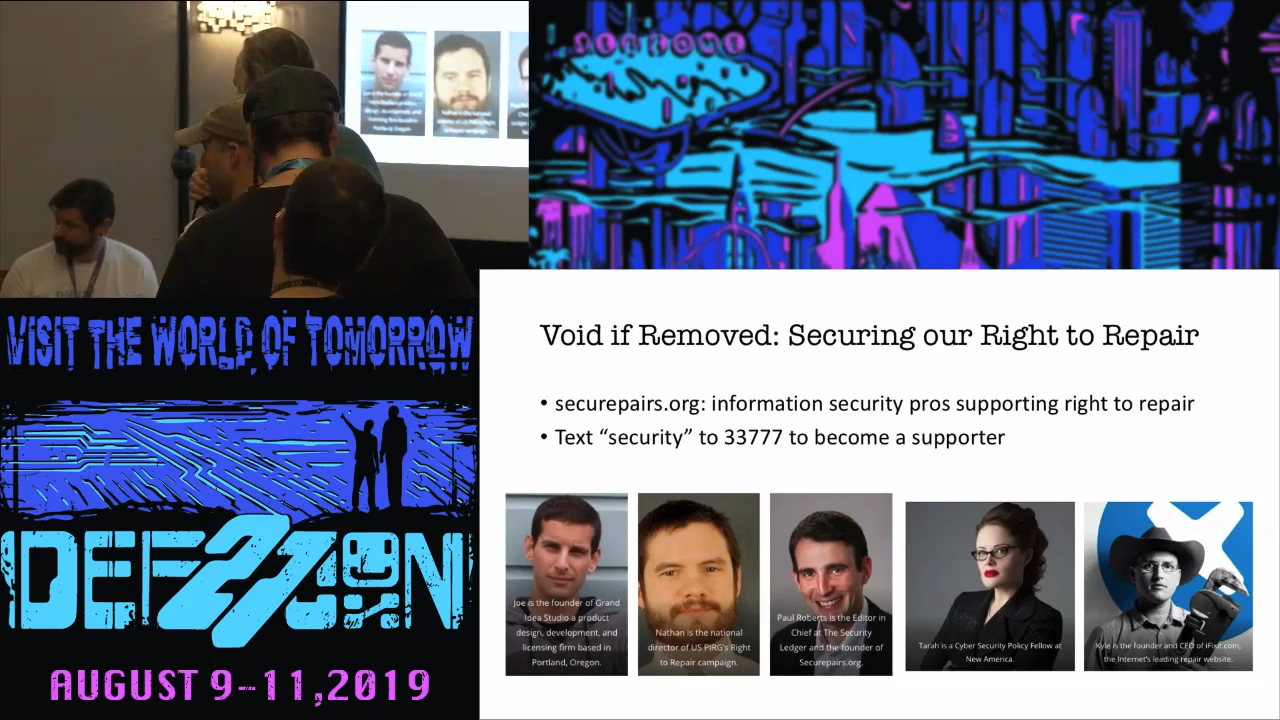 WELCOME
VISIT THE WORLD OF TOMORROW
DEF CON
27
AUGUST 9-11,2019
Void if Removed: Securing our Right to Repair
• securepairs.org: information security pros supporting right to repair
• Text “security” to 33777 to become a supporter
Joe is the founder of Grand
Idea Studio a product
design, development, and
licensing firm based in
Portland, Oregon.
Nathan is the national
director of US PIRG's Right
to Repair campaign.
Paul Roberts is the Editor in
Chief at The Security
Ledger and the founder of
Securepairs.org.
Tarah is a Cyber Security Policy Fellow at
New America.
Kyle is the founder and CEO of iFixit.com,
the Internet's leading repair website.